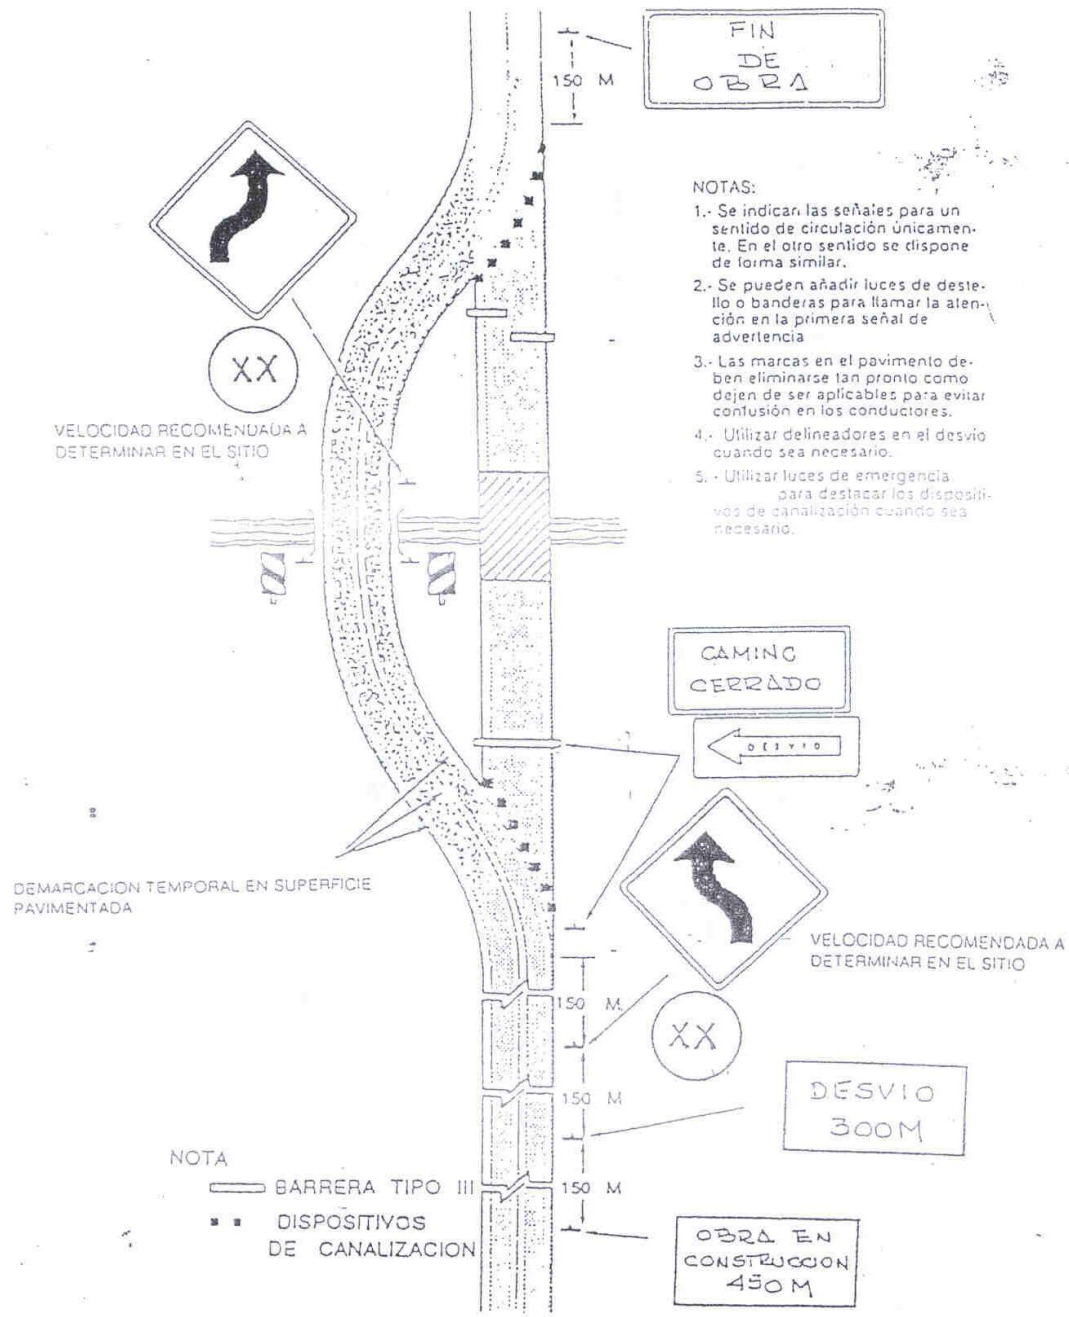 FIN
DE
OBRA
150 M
NOTAS:
1.- Se indican las señales para un
sentido de circulación únicamen-
te. En el otro sentido se dispone
de forma similar.
2.- Se pueden añadir luces de deste-
llo o banderas para llamar la aten-
ción en la primera señal de
advertencia
3.- Las marcas en el pavimento de-
ben eliminarse tan pronto como
dejen de ser aplicables para evitar
confusión en los conductores.
4.- Utilizar delineadores en el desvio
cuando sea necesario.
5.- Utilizar luces de emergencia
para destacar los dispositi-
vos de canalización cuando sea
necesario.
XX
VELOCIDAD RECOMENDADA A
DETERMINAR EN EL SITIO
CAMINO
CERRADO
DESVIO
DEMARCACION TEMPORAL EN SUPERFICIE
PAVIMENTADA
VELOCIDAD RECOMENDADA A
DETERMINAR EN EL SITIO
XX
150 M.
150 M
DESVIO
300M
150 M
NOTA
BARRERA TIPO III
DISPOSITIVOS
DE CANALIZACION
OBRA EN
CONSTRUCCION
450 M